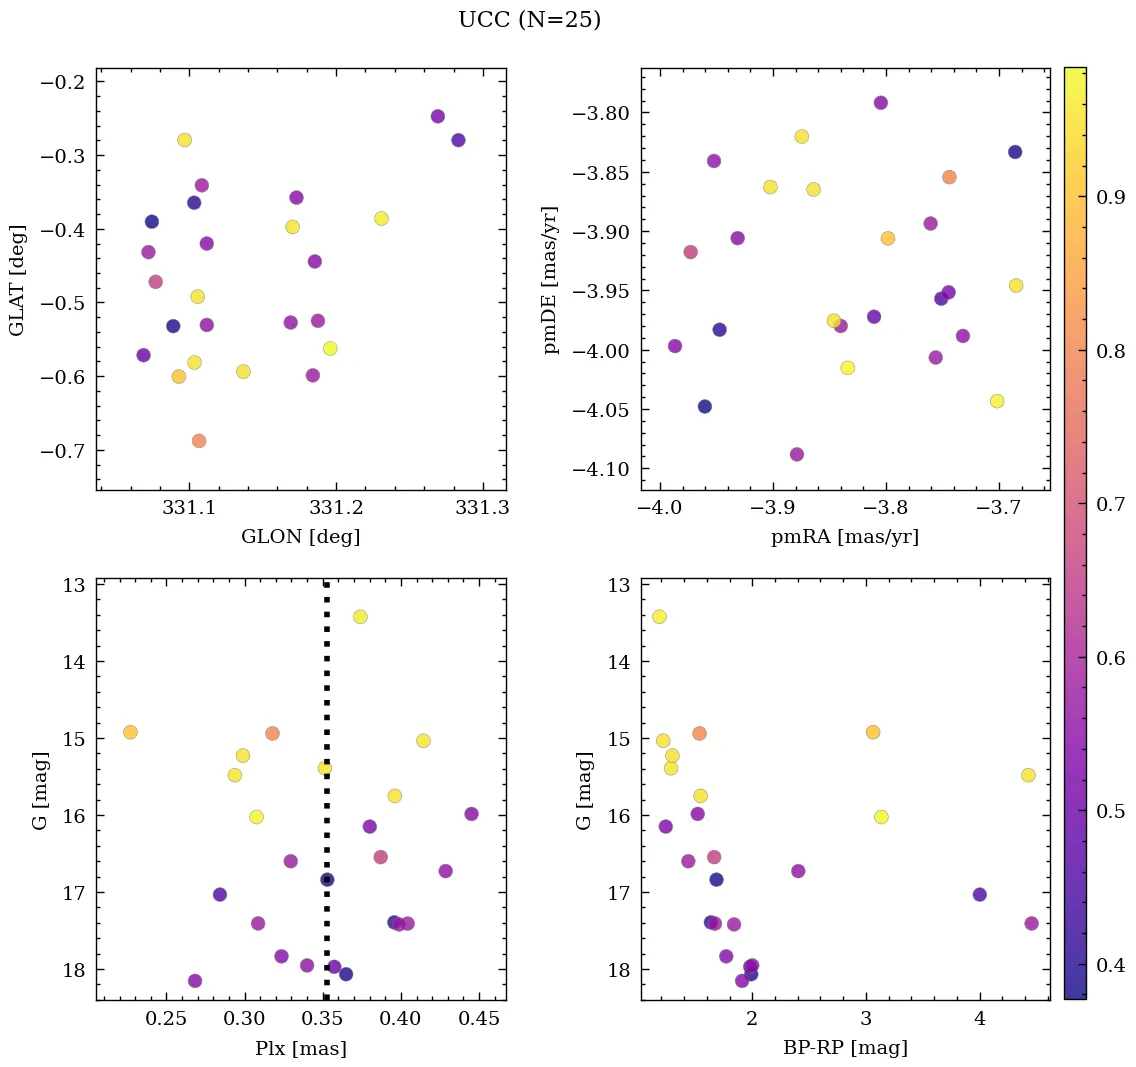 UCC (N=25)
−0.2
−0.3
−0.4
−0.5
−0.6
−0.7
GLAT [deg]
331.1 331.2 331.3
GLON [deg]
−3.80
−3.85
−3.90
−3.95
−4.00
−4.05
−4.10
pmDE [mas/yr]
−4.0 −3.9 −3.8 −3.7
pmRA [mas/yr]
13
14
15
16
17
18
G [mag]
0.25 0.30 0.35 0.40 0.45
Plx [mas]
13
14
15
16
17
18
G [mag]
2 3 4
BP-RP [mag]
0.9
0.8
0.7
0.6
0.5
0.4